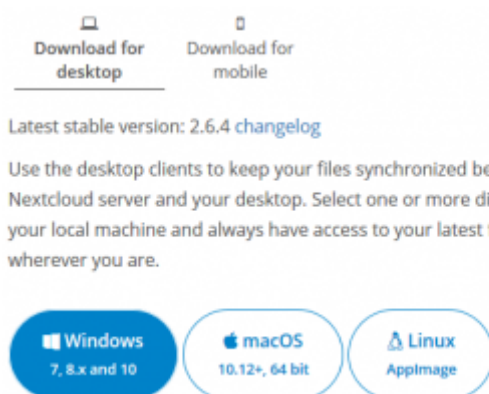 Download for
desktop
Download for
mobile
Latest stable version: 2.6.4 changelog
Use the desktop clients to keep your files synchronized be
Nextcloud server and your desktop. Select one or more di
your local machine and always have access to your latest
wherever you are.
Windows
7, 8.x and 10
macOS
10.12+, 64 bit
Linux
AppImage